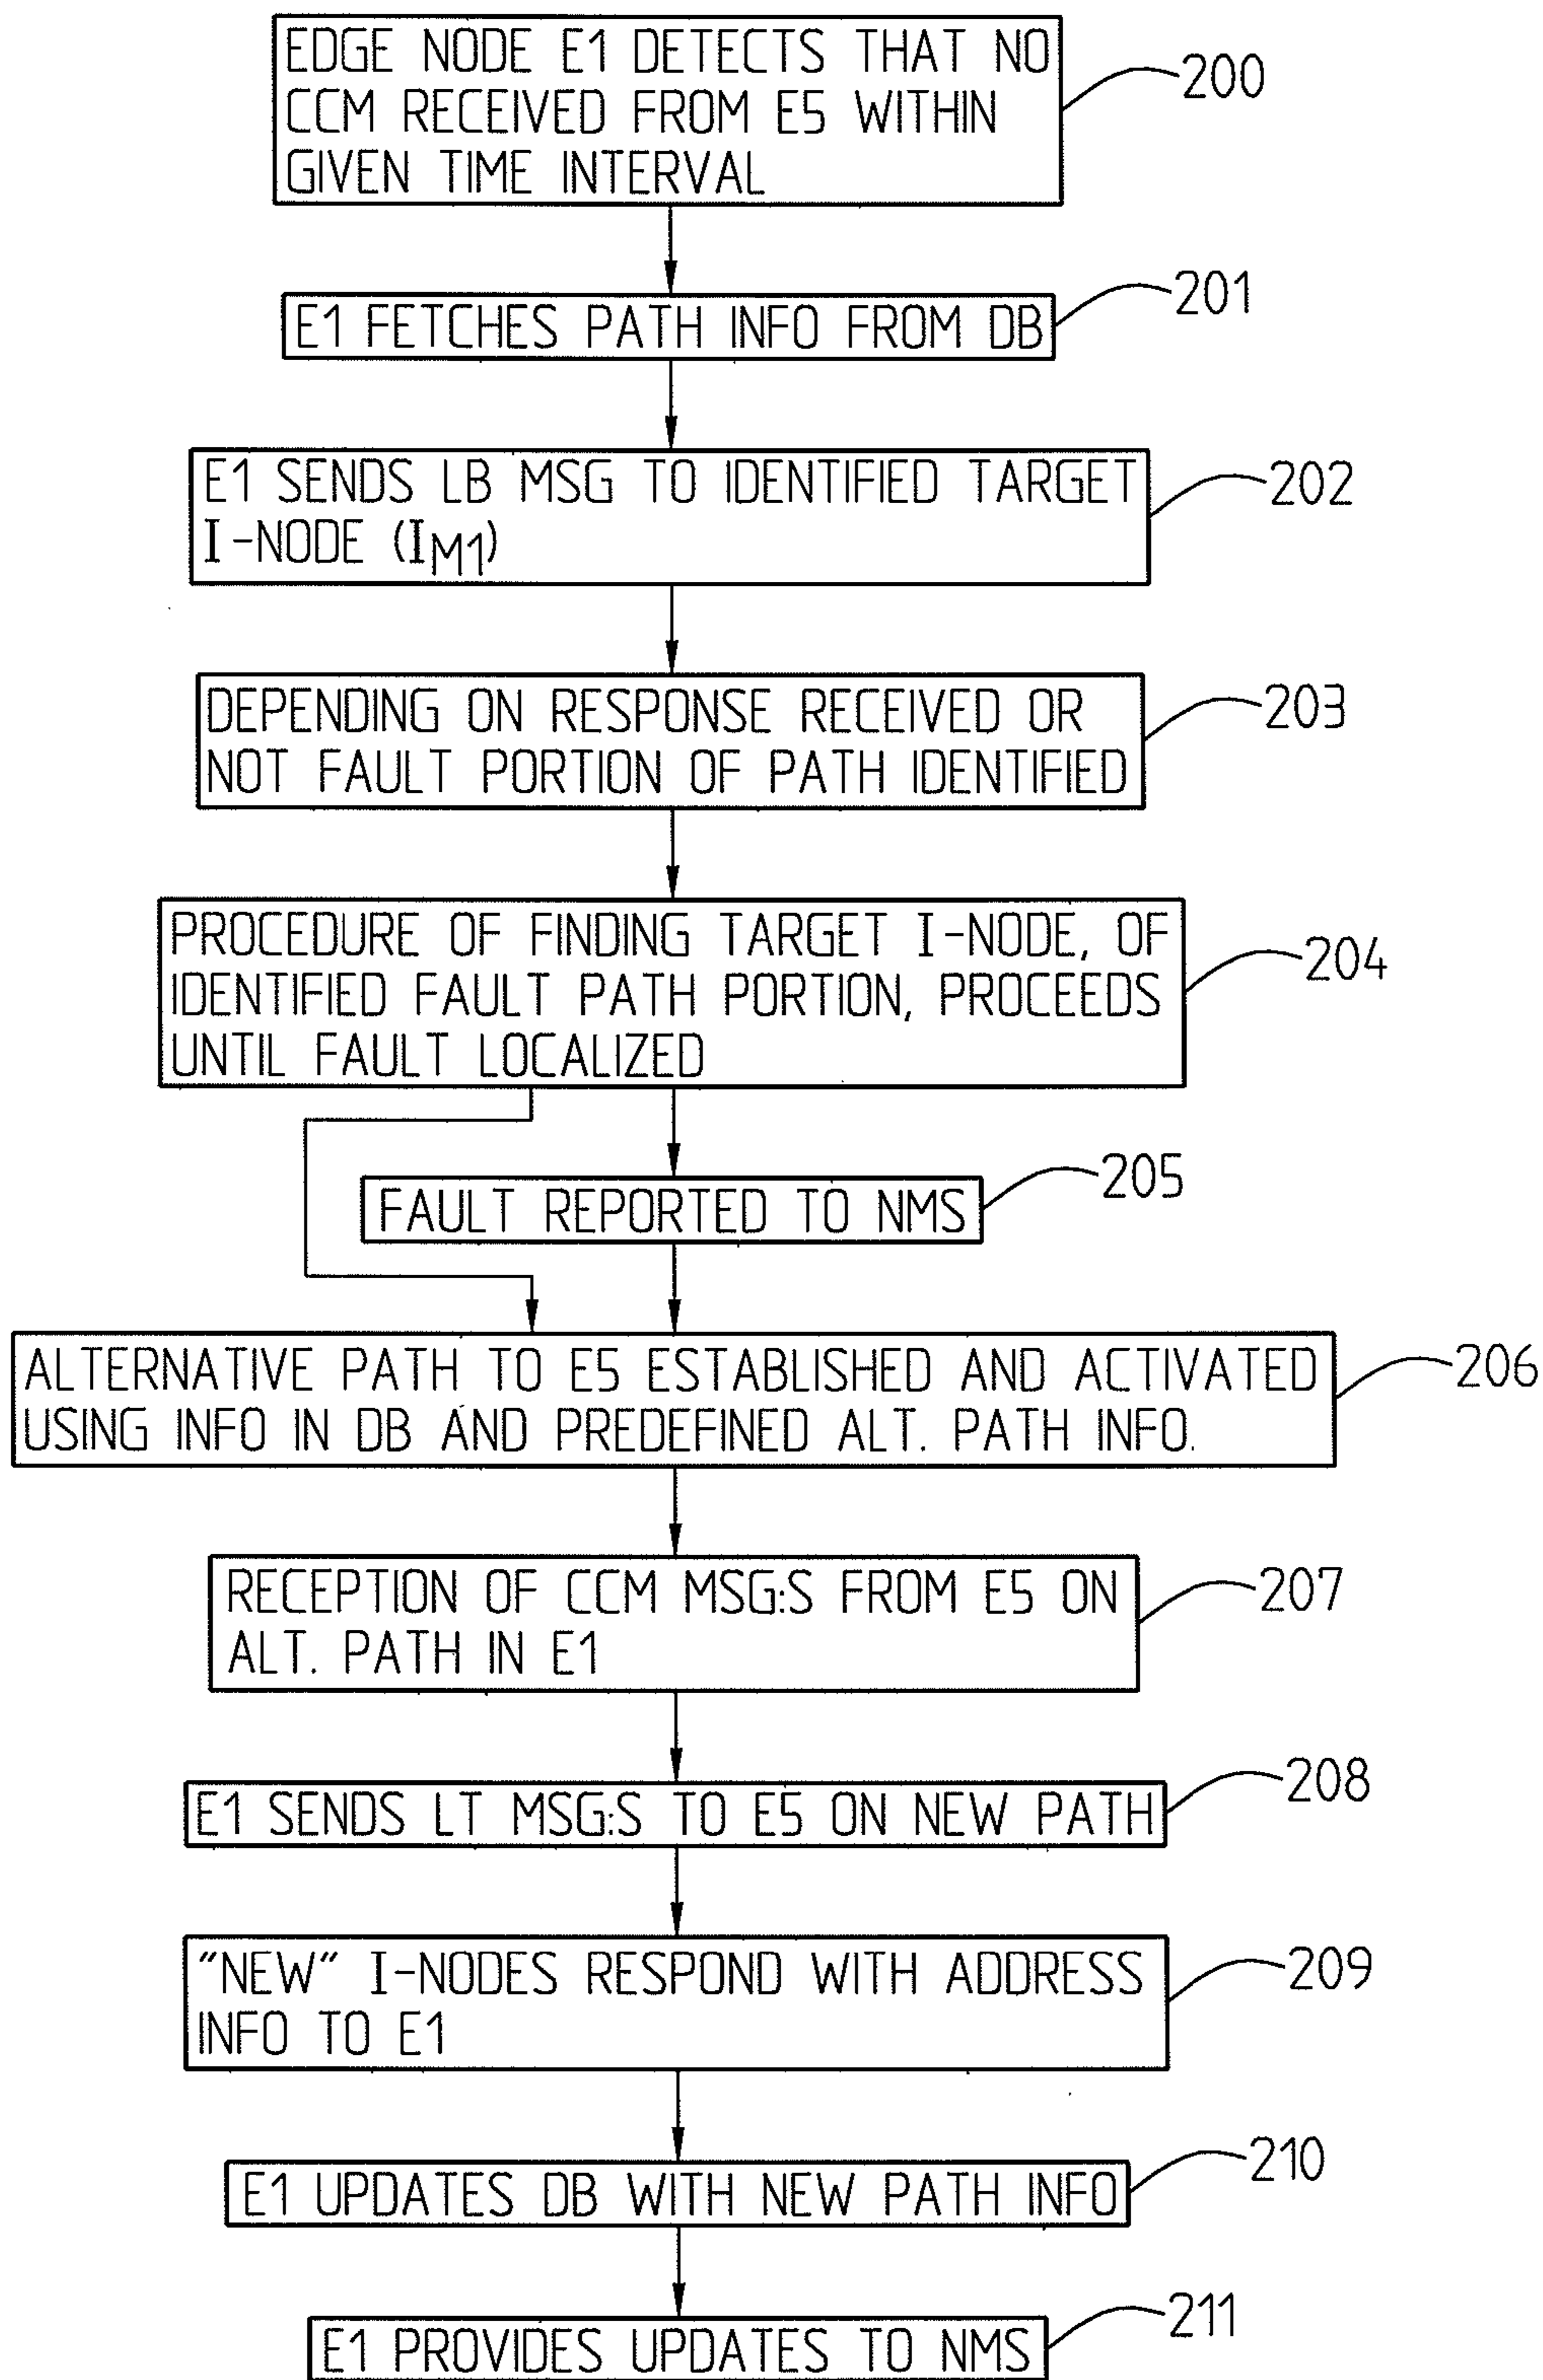 EDGE NODE E1 DETECTS THAT NO
CCM RECEIVED FROM E5 WITHIN
GIVEN TIME INTERVAL
200
E1 FETCHES PATH INFO FROM DB
201
E1 SENDS LB MSG TO IDENTIFIED TARGET
I-NODE (IM1)
202
DEPENDING ON RESPONSE RECEIVED OR
NOT FAULT PORTION OF PATH IDENTIFIED
203
PROCEDURE OF FINDING TARGET I-NODE, OF
IDENTIFIED FAULT PATH PORTION, PROCEEDS
UNTIL FAULT LOCALIZED
204
FAULT REPORTED TO NMS
205
ALTERNATIVE PATH TO E5 ESTABLISHED AND ACTIVATED
USING INFO IN DB AND PREDEFINED ALT. PATH INFO.
206
RECEPTION OF CCM MSG:S FROM E5 ON
ALT. PATH IN E1
207
E1 SENDS LT MSG:S TO E5 ON NEW PATH
208
"NEW" I-NODES RESPOND WITH ADDRESS
INFO TO E1
209
E1 UPDATES DB WITH NEW PATH INFO
210
E1 PROVIDES UPDATES TO NMS
211